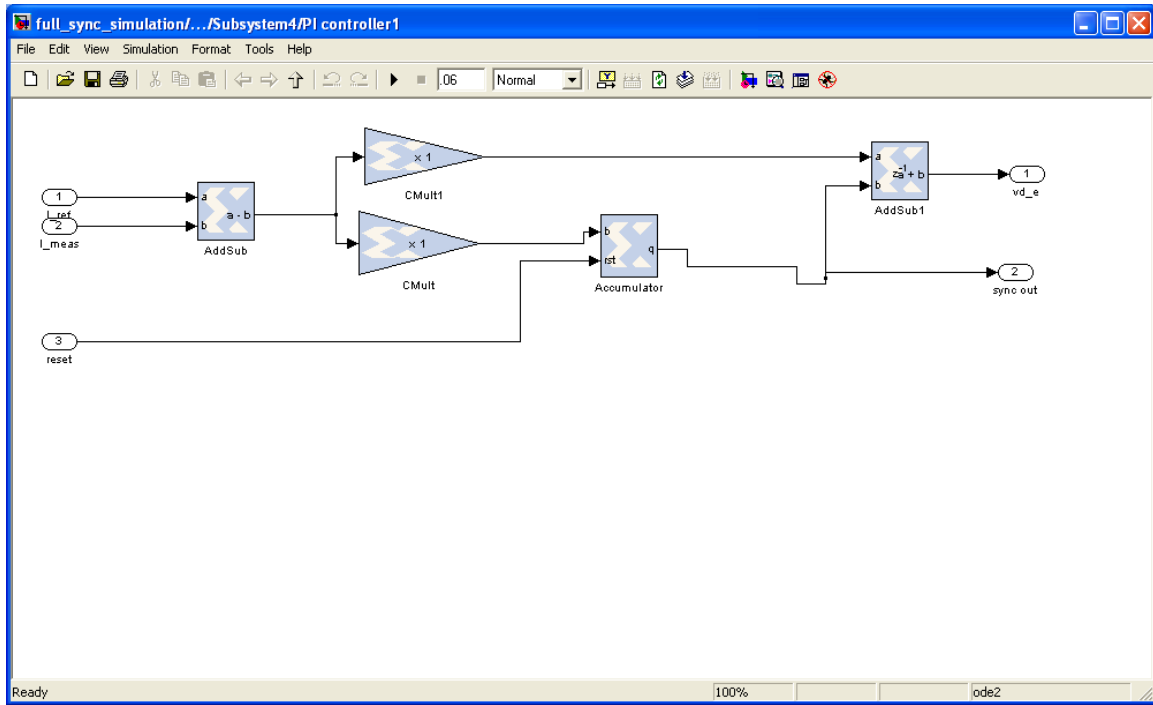 full_sync_simulation/.../Subsystem4/PI controller1
File Edit View Simulation Format Tools Help
.06 Normal
x 1
CMult1
a
b
z⁻¹
a + b
AddSub1
1
vd_e
1
I_ref
2
I_meas
a
b
a - b
AddSub
x 1
CMult
b
rst
q
Accumulator
2
sync out
3
reset
Ready 100% ode2